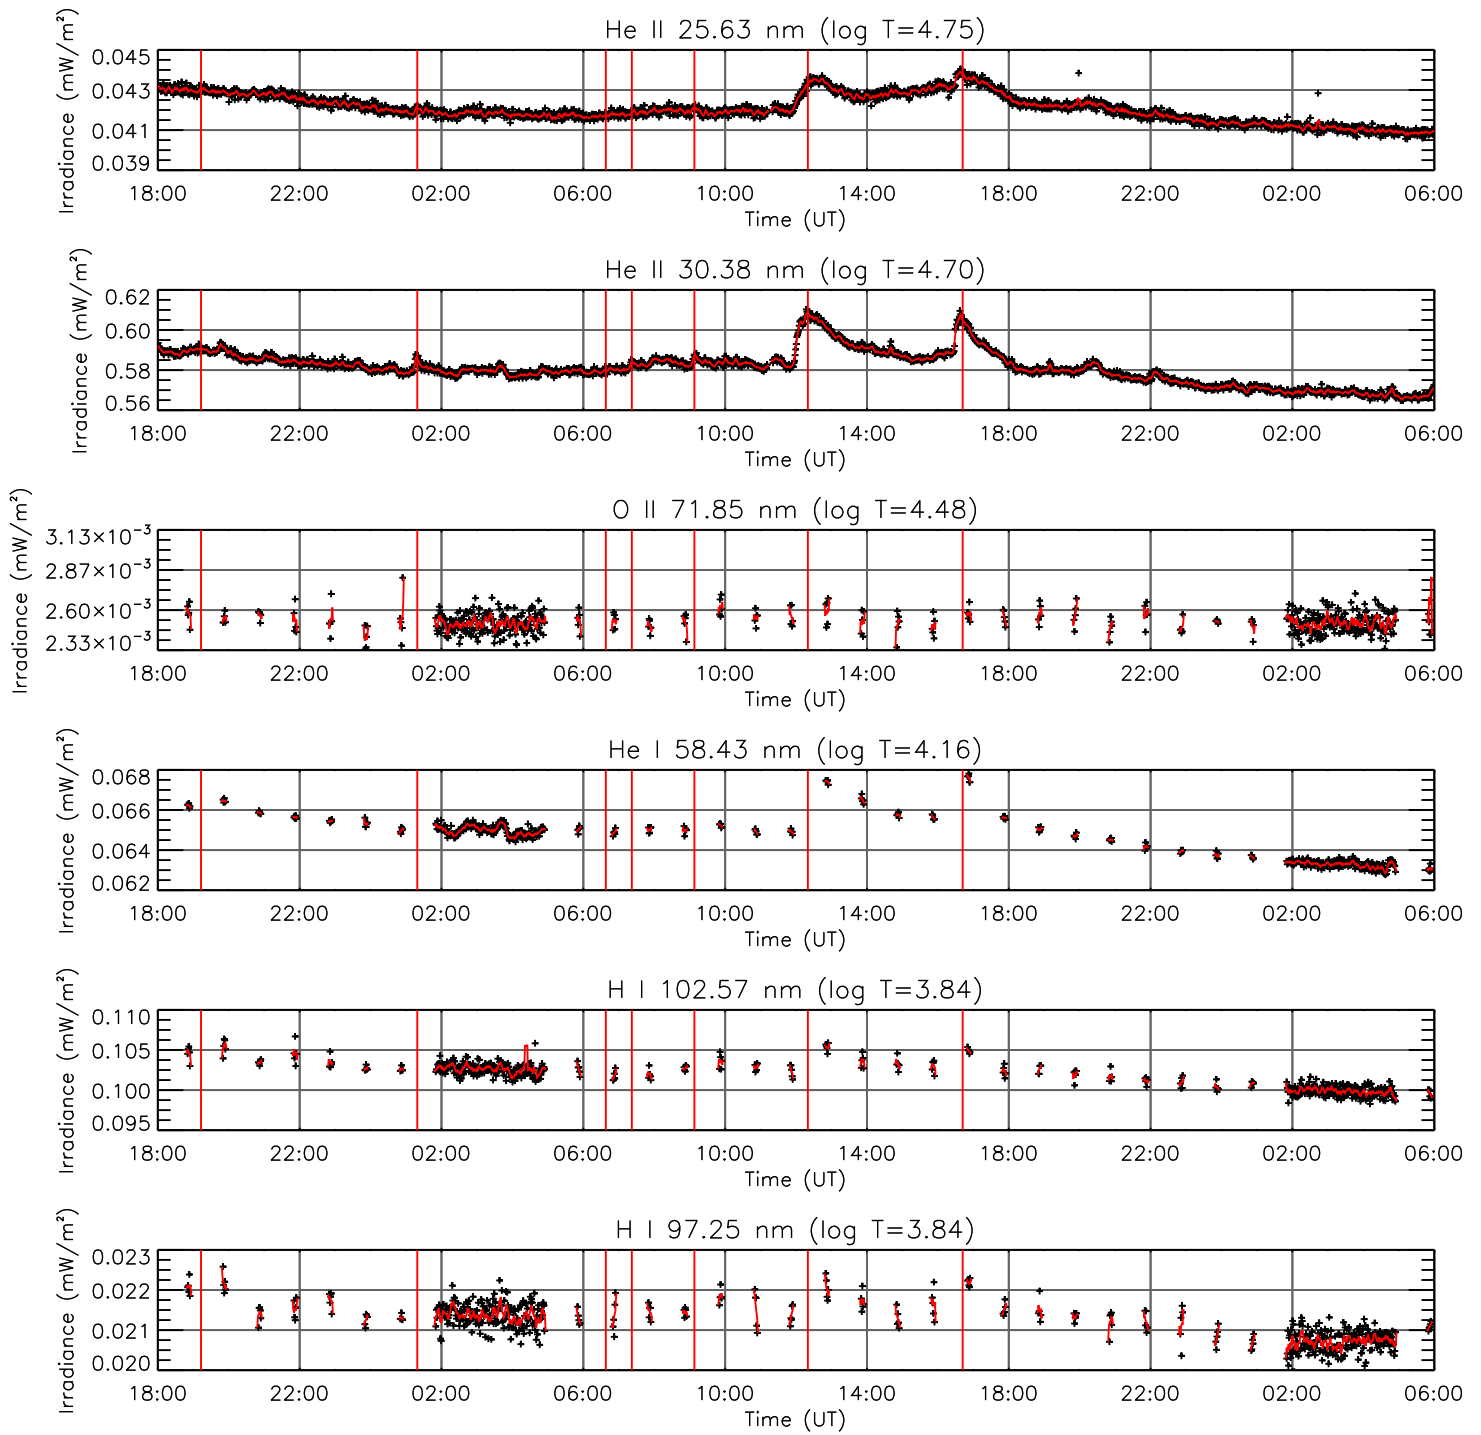 He II 25.63 nm (log T=4.75)
Irradiance (mW/m²)
0.045
0.043
0.041
0.039
18:00 22:00 02:00 06:00 10:00 14:00 18:00 22:00 02:00 06:00
Time (UT)
He II 30.38 nm (log T=4.70)
Irradiance (mW/m²)
0.62
0.60
0.58
0.56
18:00 22:00 02:00 06:00 10:00 14:00 18:00 22:00 02:00 06:00
Time (UT)
O II 71.85 nm (log T=4.48)
Irradiance (mW/m²)
3.13×10⁻³
2.87×10⁻³
2.60×10⁻³
2.33×10⁻³
18:00 22:00 02:00 06:00 10:00 14:00 18:00 22:00 02:00 06:00
Time (UT)
He I 58.43 nm (log T=4.16)
Irradiance (mW/m²)
0.068
0.066
0.064
0.062
18:00 22:00 02:00 06:00 10:00 14:00 18:00 22:00 02:00 06:00
Time (UT)
H I 102.57 nm (log T=3.84)
Irradiance (mW/m²)
0.110
0.105
0.100
0.095
18:00 22:00 02:00 06:00 10:00 14:00 18:00 22:00 02:00 06:00
Time (UT)
H I 97.25 nm (log T=3.84)
Irradiance (mW/m²)
0.023
0.022
0.021
0.020
18:00 22:00 02:00 06:00 10:00 14:00 18:00 22:00 02:00 06:00
Time (UT)